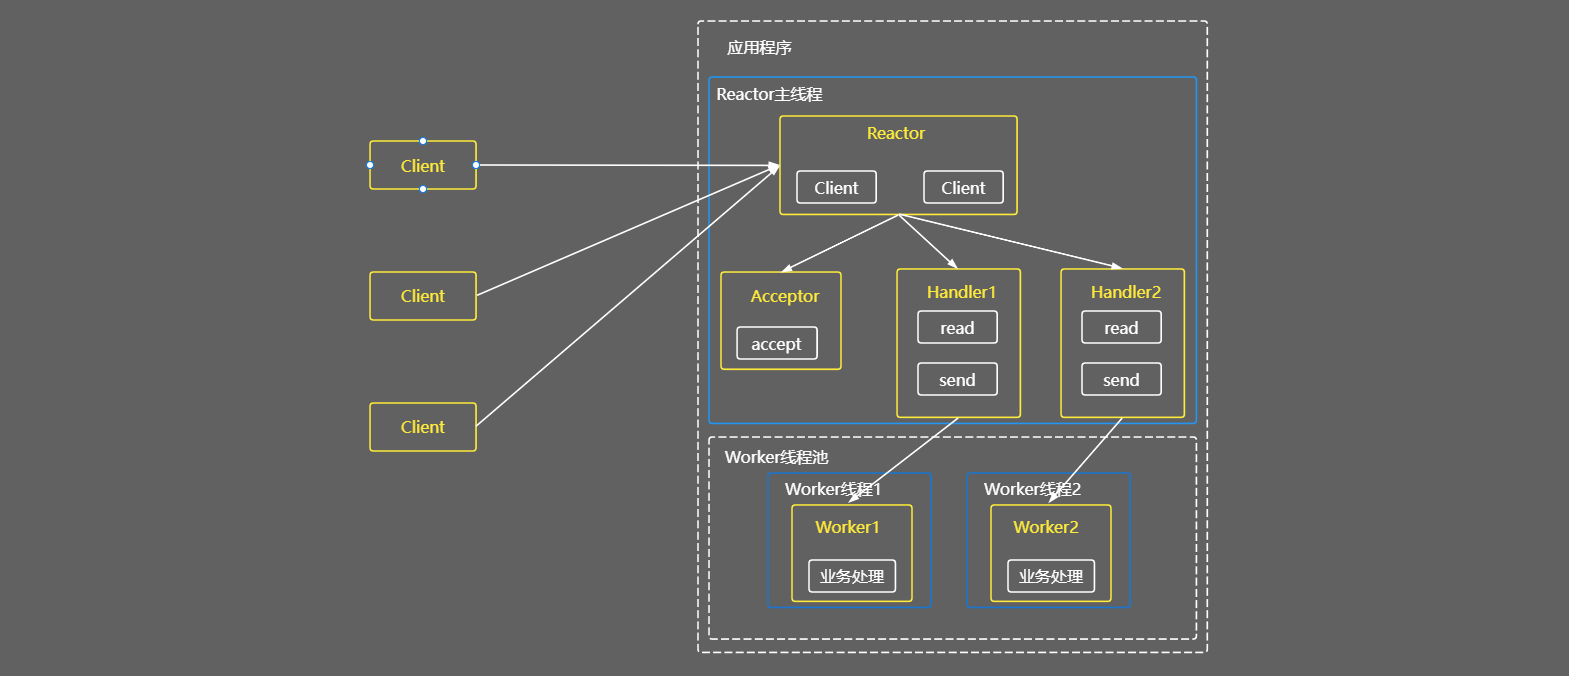 应用程序
Reactor主线程
Reactor
Client
Client
Client
Client
Client
Acceptor
accept
Handler1
read
send
Handler2
read
send
Worker线程池
Worker线程1
Worker1
业务处理
Worker线程2
Worker2
业务处理